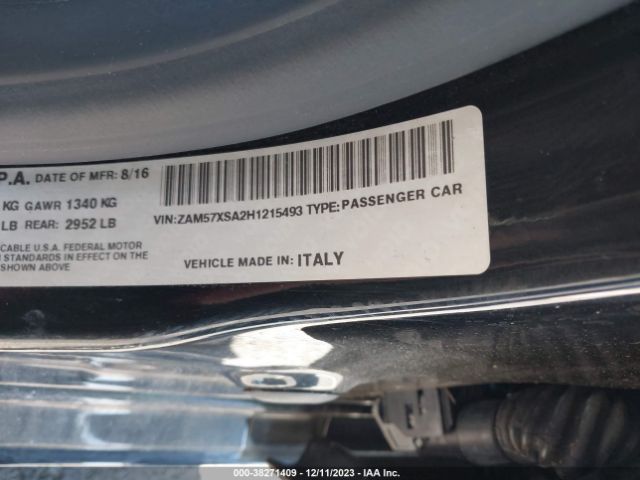 P.A. DATE OF MFR: 8/16
KG GAWR 1340 KG
LB REAR: 2952 LB
VIN:ZAM57XSA2H1215493 TYPE:PASSENGER CAR
CABLE U.S.A. FEDERAL MOTOR
STANDARDS IN EFFECT ON THE
SHOWN ABOVE
VEHICLE MADE IN: ITALY
000-38271409 - 12/11/2023 - IAA Inc.